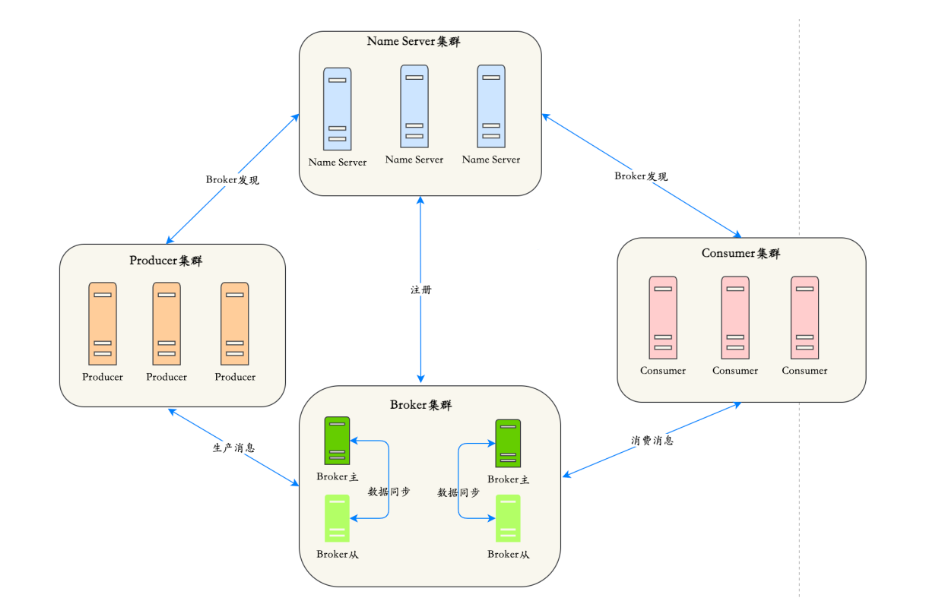 Name Server集群
Name Server
Name Server
Name Server
Broker发现
Broker发现
Producer集群
Producer
Producer
Producer
注册
Consumer集群
Consumer
Consumer
Consumer
生产消息
消费消息
Broker集群
Broker主
Broker主
数据同步
数据同步
Broker从
Broker从